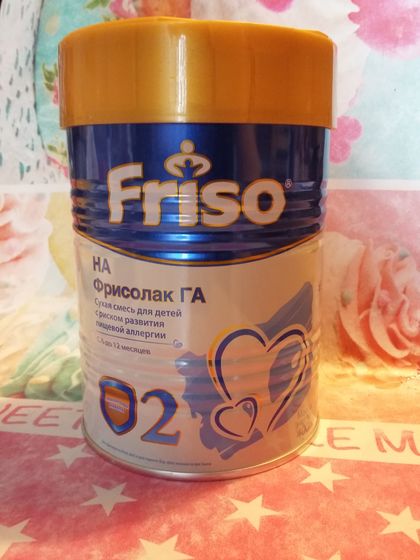 Friso®
HA
Фрисолак ГА
Сухая смесь для детей
с риском развития
пищевой аллергии
С 6 до 12 месяцев
2